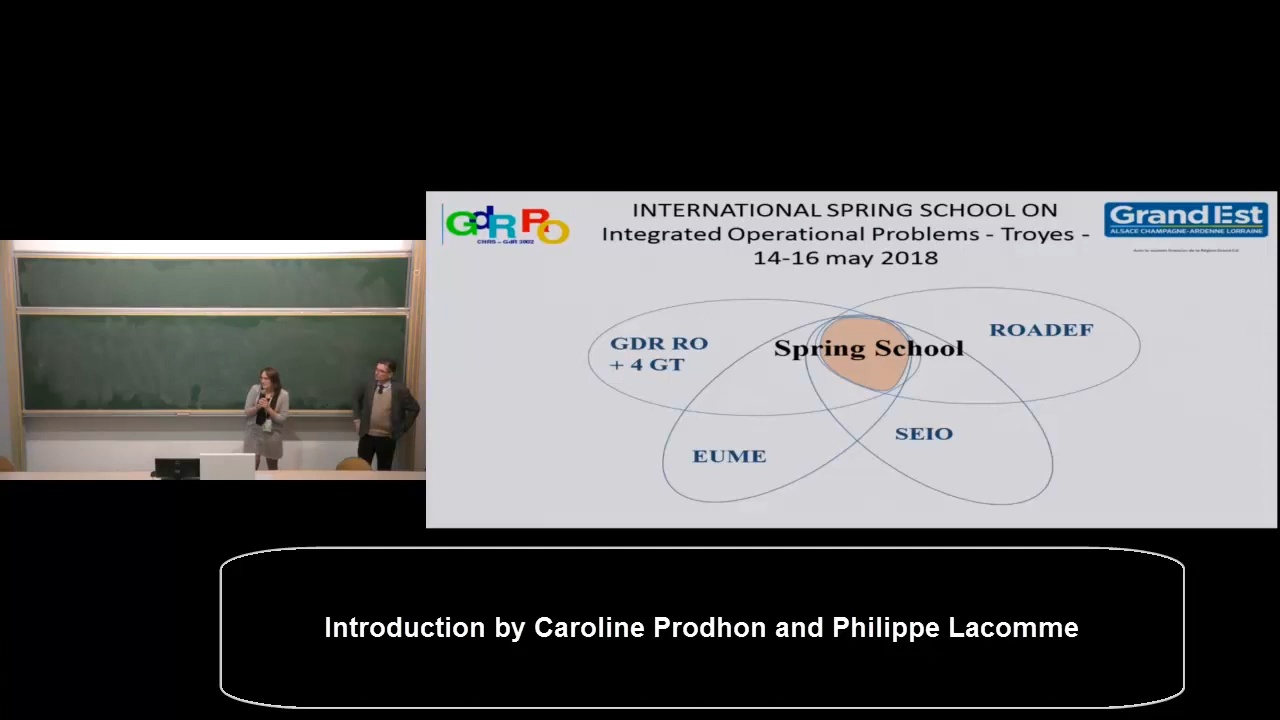 GdR RO
CNRS - GdR 3002
INTERNATIONAL SPRING SCHOOL ON
Integrated Operational Problems - Troyes -
14-16 may 2018
Grand Est
ALSACE CHAMPAGNE-ARDENNE LORRAINE
GDR RO
+ 4 GT
Spring School
ROADEF
EUME
SEIO
Introduction by Caroline Prodhon and Philippe Lacomme